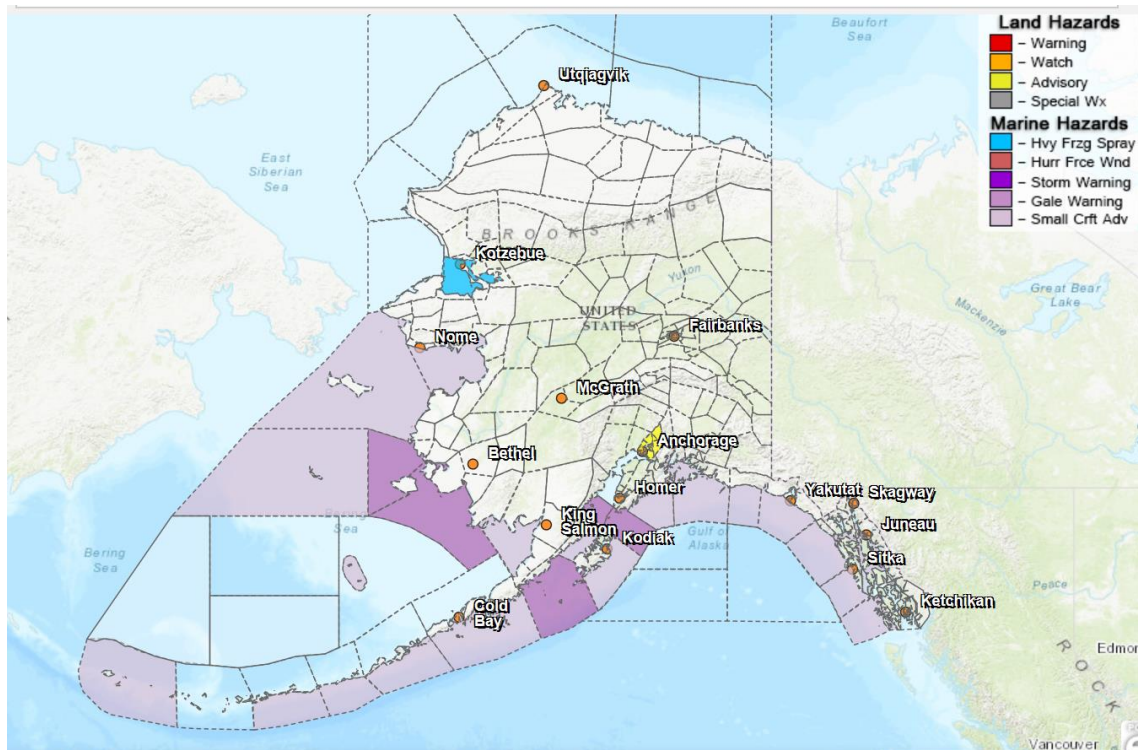 Beaufort
Sea
Land Hazards
– Warning
– Watch
– Advisory
– Special Wx
Marine Hazards
– Hvy Frzg Spray
– Hurr Frce Wnd
– Storm Warning
– Gale Warning
– Small Crft Adv
Utqiagvik
East
Siberian
Sea
BROOKS RANGE
Kotzebue
Yukon
Great Bear
Lake
Mackenzie
UNITED
STATES
Fairbanks
Nome
McGrath
Anchorage
Bethel
Homer
Yakutat
Skagway
King
Salmon
Kodiak
Juneau
Gulf of
Alaska
Bering
Sea
Sitka
Peace
Cold
Bay
Ketchikan
Edmon
ROCK
Vancouver